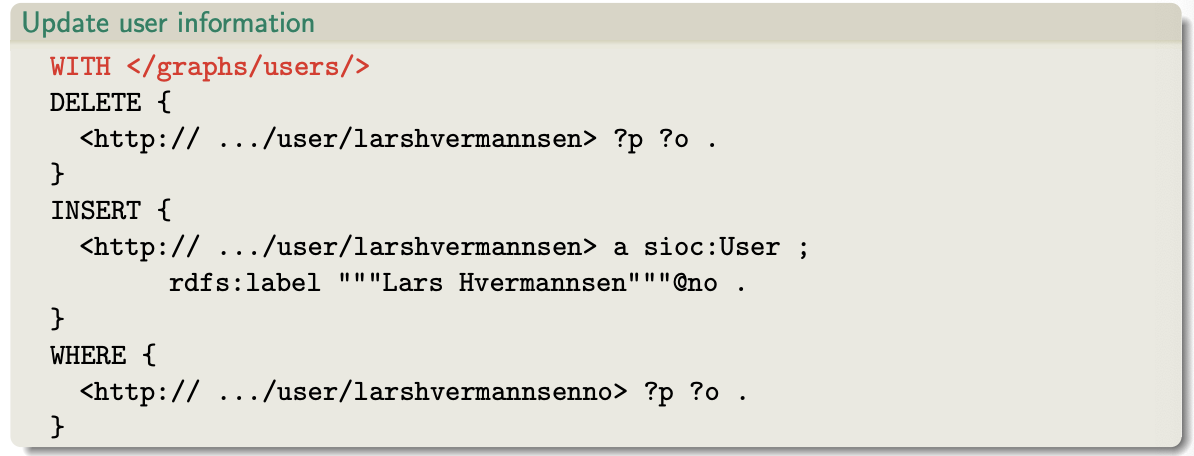 Update user information
WITH </graphs/users/>
DELETE {
<http:// .../user/larshvermannsen> ?p ?o .
}
INSERT {
<http:// .../user/larshvermannsen> a sioc:User ;
rdfs:label """Lars Hvermannsen"""@no .
}
WHERE {
<http:// .../user/larshvermannsenno> ?p ?o .
}